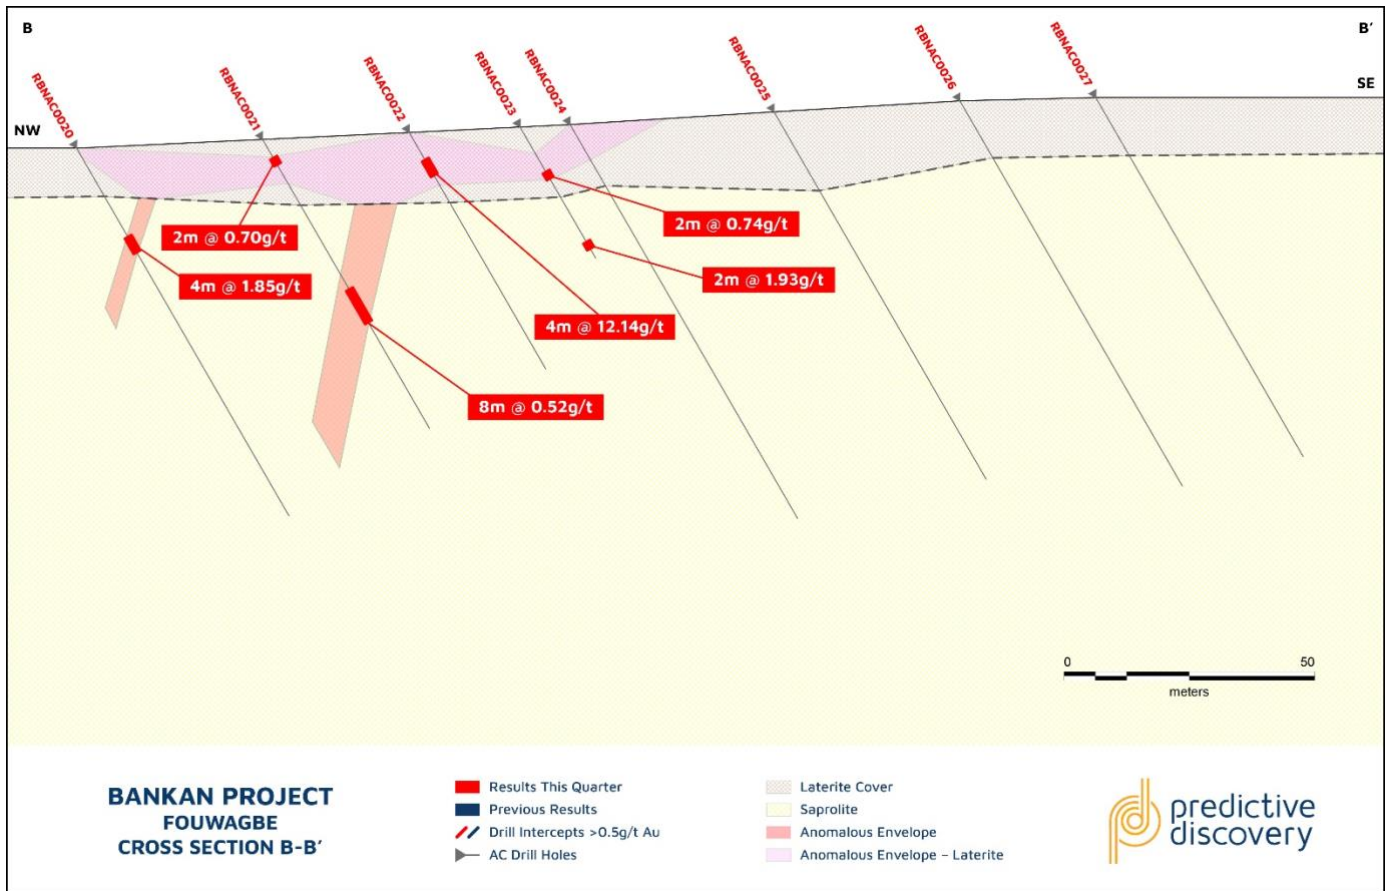 B
B′
RBNAC0020
RBNAC0021
RBNAC0022
RBNAC0023
RBNAC0024
RBNAC0025
RBNAC0026
RBNAC0027
NW
SE
2m @ 0.70g/t
4m @ 1.85g/t
2m @ 0.74g/t
2m @ 1.93g/t
4m @ 12.14g/t
8m @ 0.52g/t
0
50
meters
BANKAN PROJECT
FOUWAGBE
CROSS SECTION B-B′
Results This Quarter
Previous Results
Drill Intercepts >0.5g/t Au
AC Drill Holes
Laterite Cover
Saprolite
Anomalous Envelope
Anomalous Envelope – Laterite
predictive
discovery